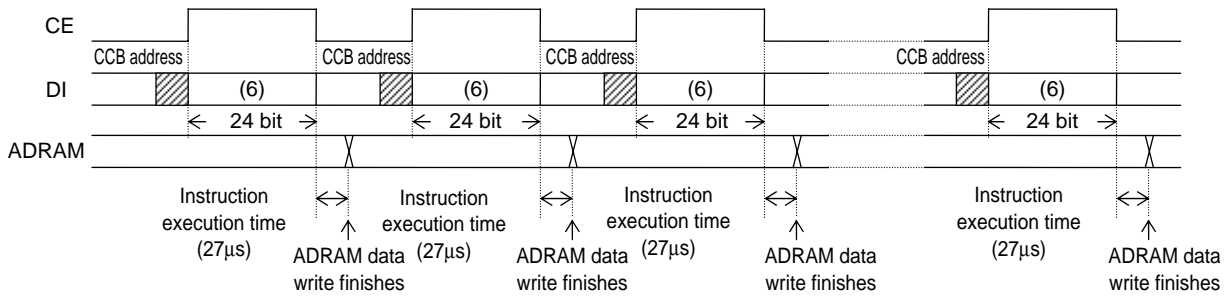 CE
CCB address CCB address CCB address CCB address
DI (6) (6) (6) (6)
24 bit 24 bit 24 bit 24 bit
ADRAM
Instruction Instruction Instruction Instruction
execution time execution time execution time execution time
(27μs) (27μs) (27μs) (27μs)
ADRAM data ADRAM data ADRAM data ADRAM data
write finishes write finishes write finishes write finishes